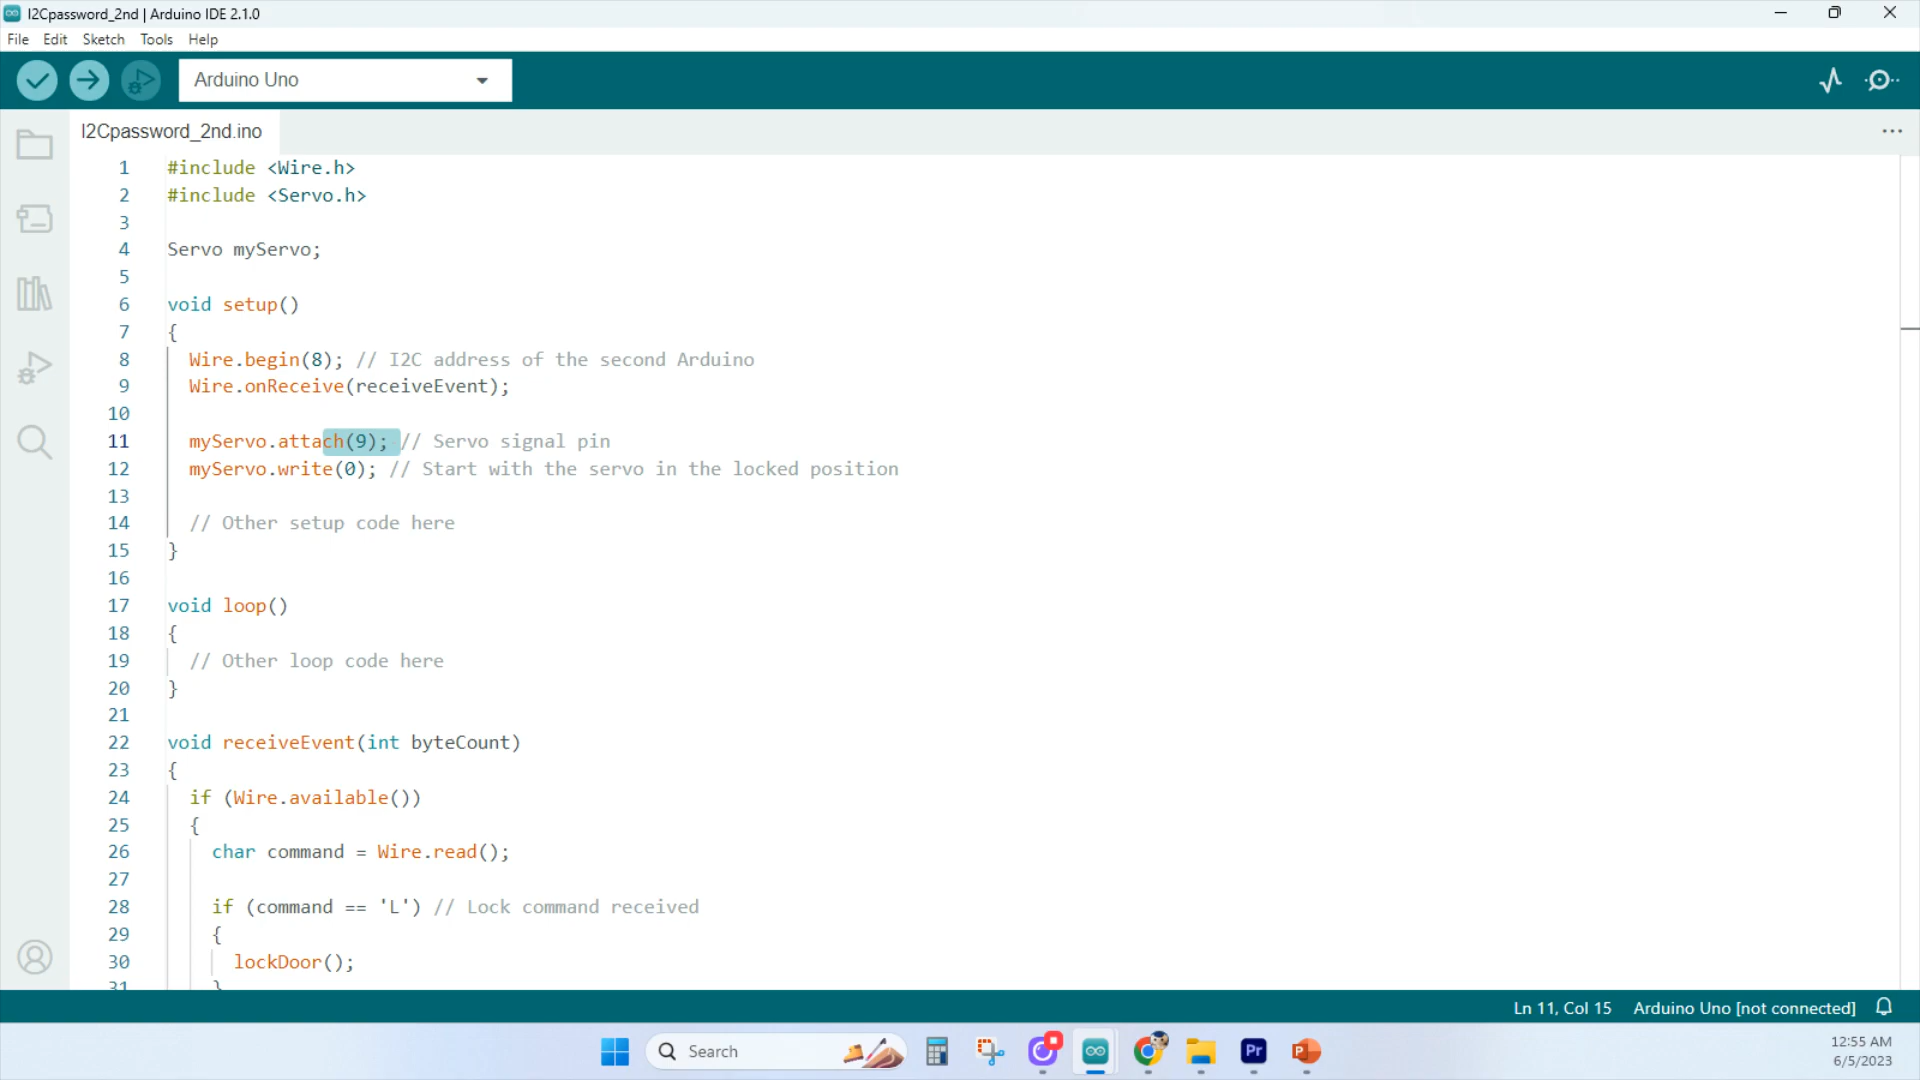 I2Cpassword_2nd | Arduino IDE 2.1.0
File Edit Sketch Tools Help
Arduino Uno
I2Cpassword_2nd.ino
1 #include <Wire.h>
2 #include <Servo.h>
3
4 Servo myServo;
5
6 void setup()
7 {
8 Wire.begin(8); // I2C address of the second Arduino
9 Wire.onReceive(receiveEvent);
10
11 myServo.attach(9); // Servo signal pin
12 myServo.write(0); // Start with the servo in the locked position
13
14 // Other setup code here
15 }
16
17 void loop()
18 {
19 // Other loop code here
20 }
21
22 void receiveEvent(int byteCount)
23 {
24 if (Wire.available())
25 {
26 char command = Wire.read();
27
28 if (command == 'L') // Lock command received
29 {
30 lockDoor();
31 }
Ln 11, Col 15 Arduino Uno [not connected]
Search
Pr
P
12:55 AM
6/5/2023